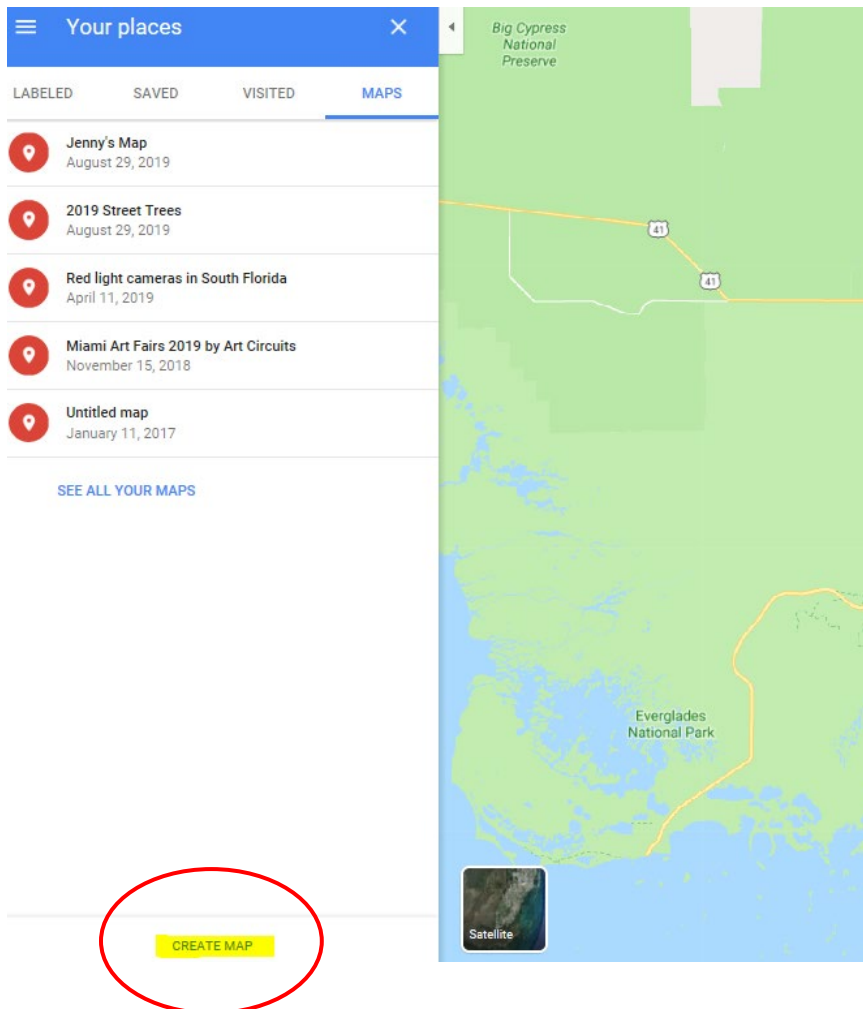 Your places
LABELED SAVED VISITED MAPS
Jenny's Map
August 29, 2019
2019 Street Trees
August 29, 2019
Red light cameras in South Florida
April 11, 2019
Miami Art Fairs 2019 by Art Circuits
November 15, 2018
Untitled map
January 11, 2017
SEE ALL YOUR MAPS
CREATE MAP
Big Cypress
National
Preserve
41
41
Everglades
National Park
Satellite